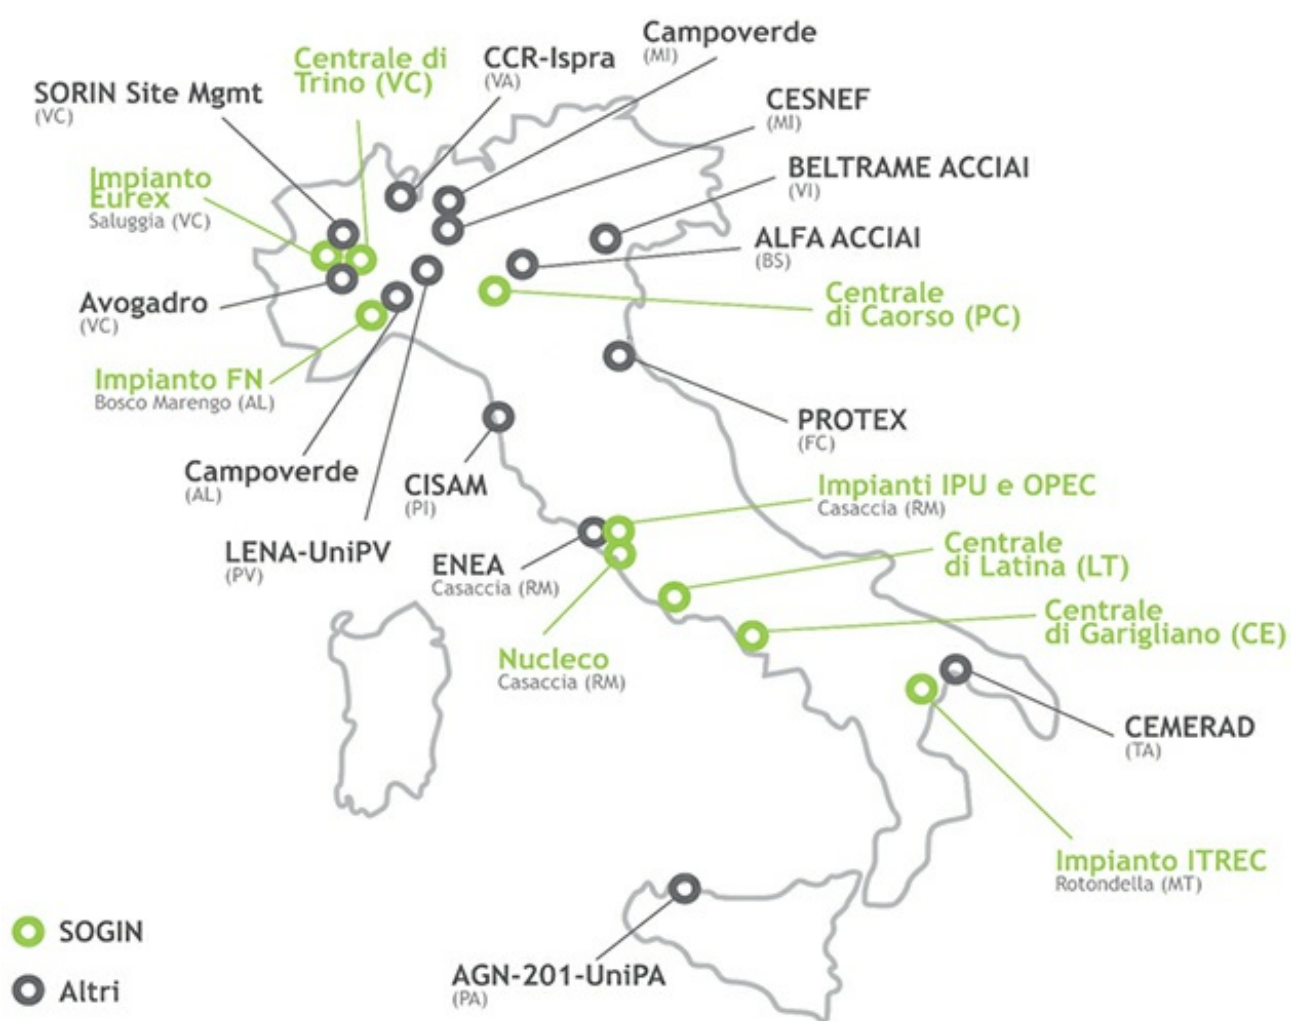 Campoverde
(MI)
Centrale di
Trino (VC)
CCR-Ispra
(VA)
SORIN Site Mgmt
(VC)
CESNEF
(MI)
BELTRAME ACCIAI
(VI)
Impianto
Eurex
Saluggia (VC)
ALFA ACCIAI
(BS)
Avogadro
(VC)
Centrale
di Caorso (PC)
Impianto FN
Bosco Marengo (AL)
PROTEX
(FC)
Campoverde
(AL)
CISAM
(PI)
Impianti IPU e OPEC
Casaccia (RM)
LENA-UniPV
(PV)
ENEA
Casaccia (RM)
Centrale
di Latina (LT)
Centrale
di Garigliano (CE)
Nucleco
Casaccia (RM)
CEMERAD
(TA)
Impianto ITREC
Rotondella (MT)
SOGIN
Altri
AGN-201-UniPA
(PA)